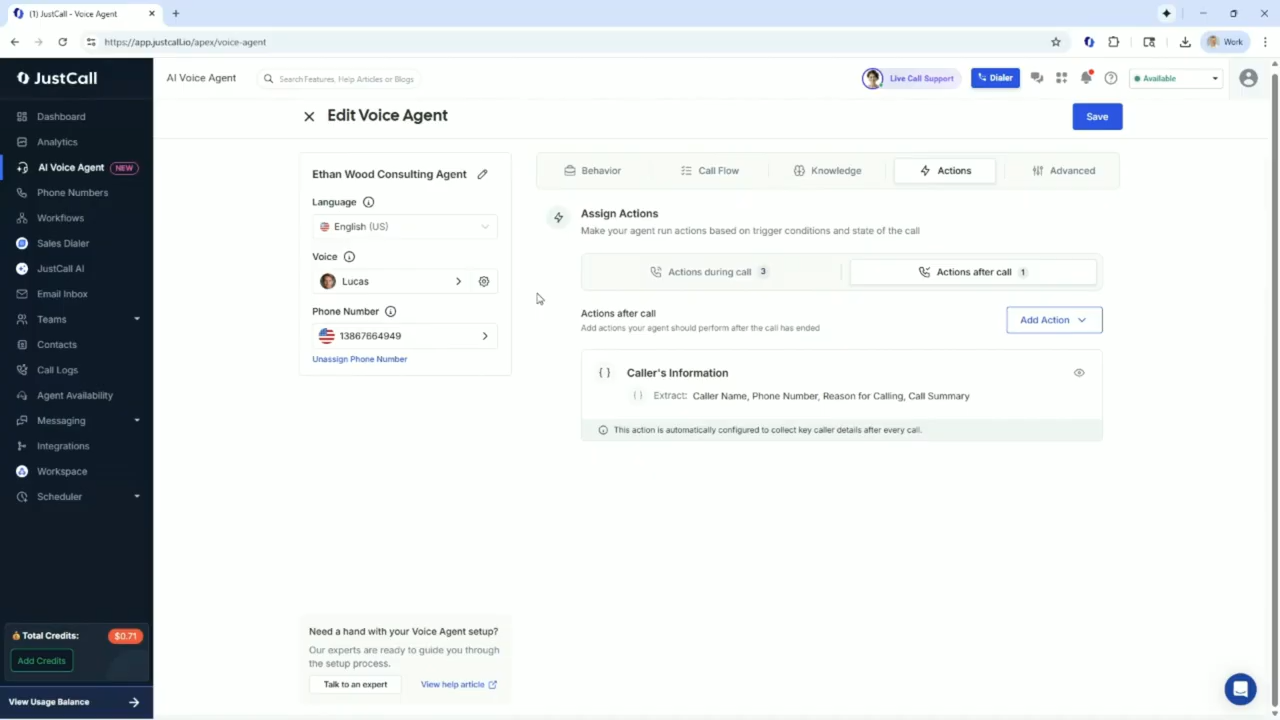 (1) JustCall - Voice Agent
https://app.justcall.io/apex/voice-agent
Work
JustCall
AI Voice Agent
Search Features, Help Articles or Blogs
Live Call Support
Dialer
Available
Dashboard
Analytics
AI Voice Agent NEW
Phone Numbers
Workflows
Sales Dialer
JustCall AI
Email Inbox
Teams
Contacts
Call Logs
Agent Availability
Messaging
Integrations
Workspace
Scheduler
Total Credits: $0.71
Add Credits
View Usage Balance
Edit Voice Agent
Save
Ethan Wood Consulting Agent
Language
English (US)
Voice
Lucas
Phone Number
13867664949
Unassign Phone Number
Behavior
Call Flow
Knowledge
Actions
Advanced
Assign Actions
Make your agent run actions based on trigger conditions and state of the call
Actions during call 3
Actions after call 1
Actions after call
Add actions your agent should perform after the call has ended
Add Action
{ } Caller's Information
{ } Extract: Caller Name, Phone Number, Reason for Calling, Call Summary
This action is automatically configured to collect key caller details after every call.
Need a hand with your Voice Agent setup?
Our experts are ready to guide you through
the setup process.
Talk to an expert
View help article